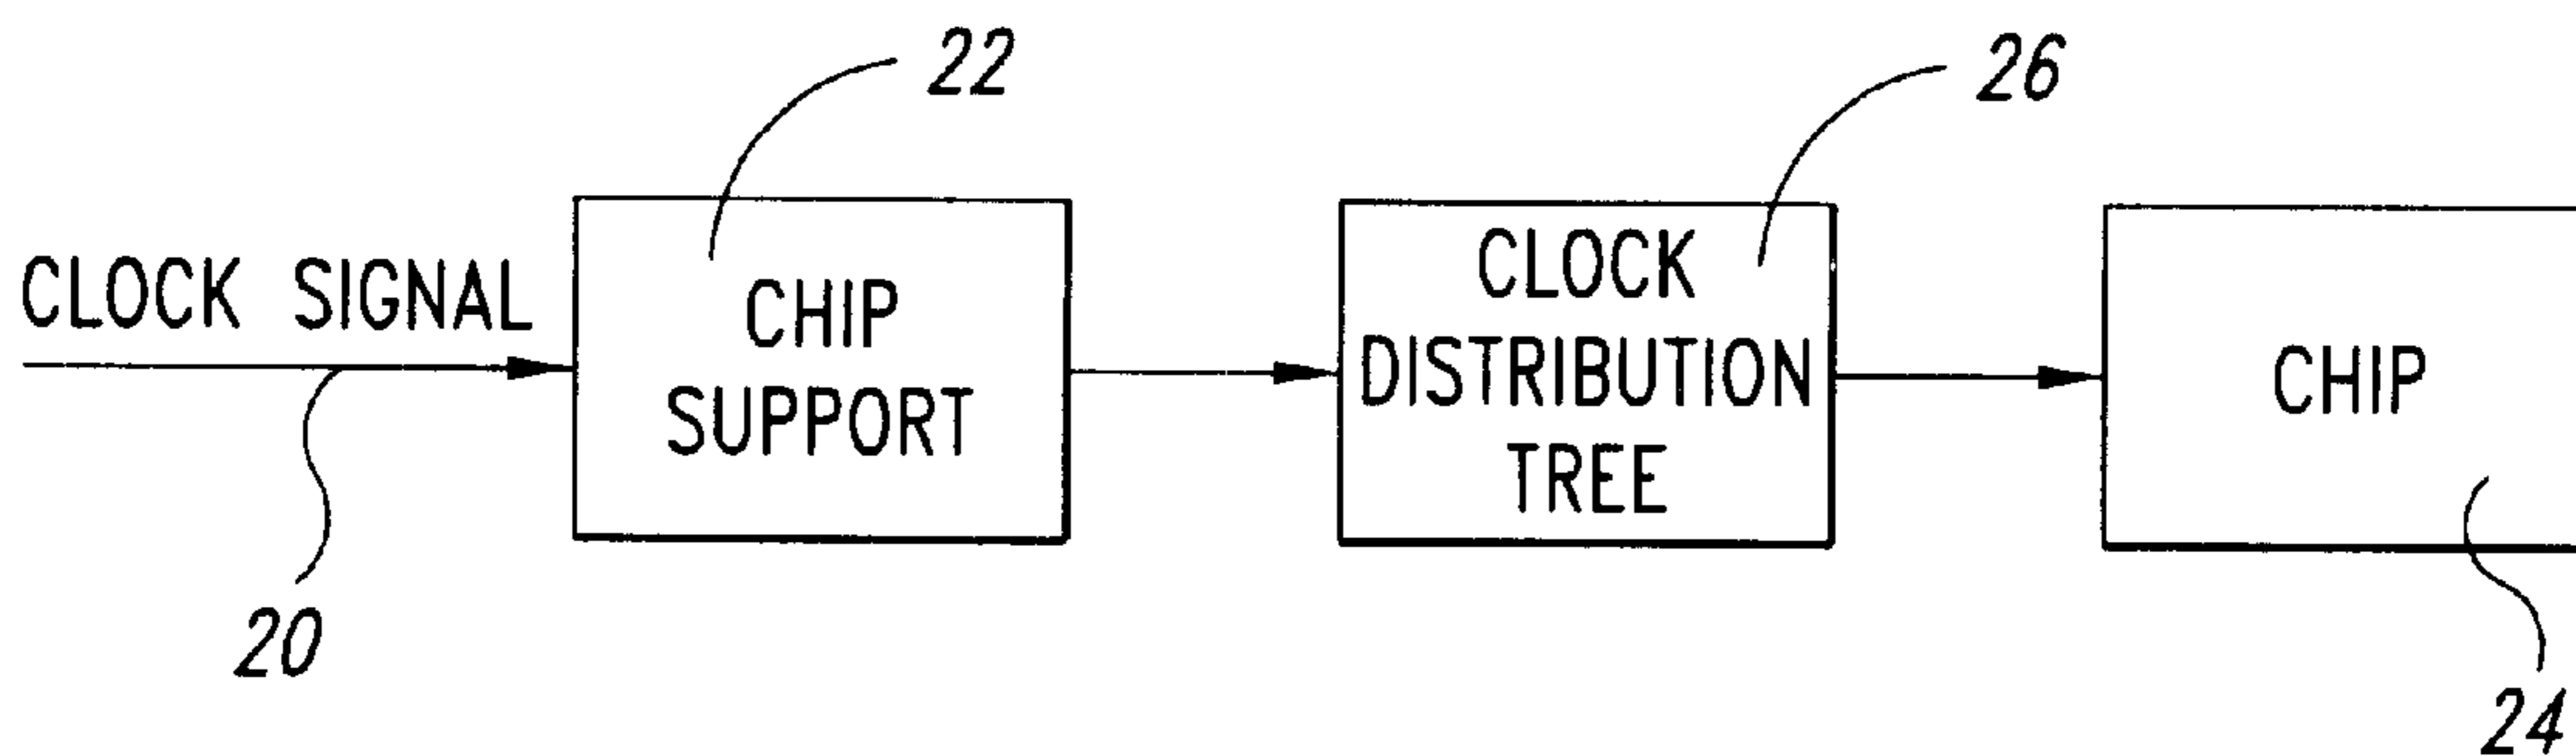 22
26
CLOCK SIGNAL
CHIP
SUPPORT
CLOCK
DISTRIBUTION
TREE
CHIP
20
24